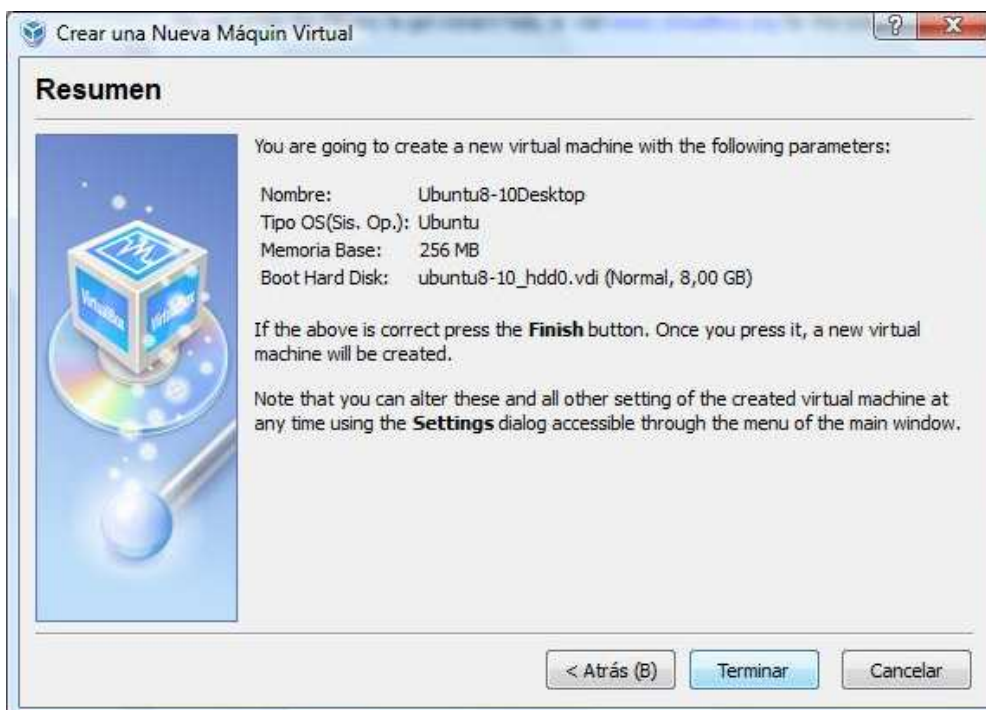 Crear una Nueva Máquin Virtual
Resumen
You are going to create a new virtual machine with the following parameters:
Nombre: Ubuntu8-10Desktop
Tipo OS(Sis. Op.): Ubuntu
Memoria Base: 256 MB
Boot Hard Disk: ubuntu8-10_hdd0.vdi (Normal, 8,00 GB)
If the above is correct press the Finish button. Once you press it, a new virtual
machine will be created.
Note that you can alter these and all other setting of the created virtual machine at
any time using the Settings dialog accessible through the menu of the main window.
VirtualBox
< Atrás (B)
Terminar
Cancelar